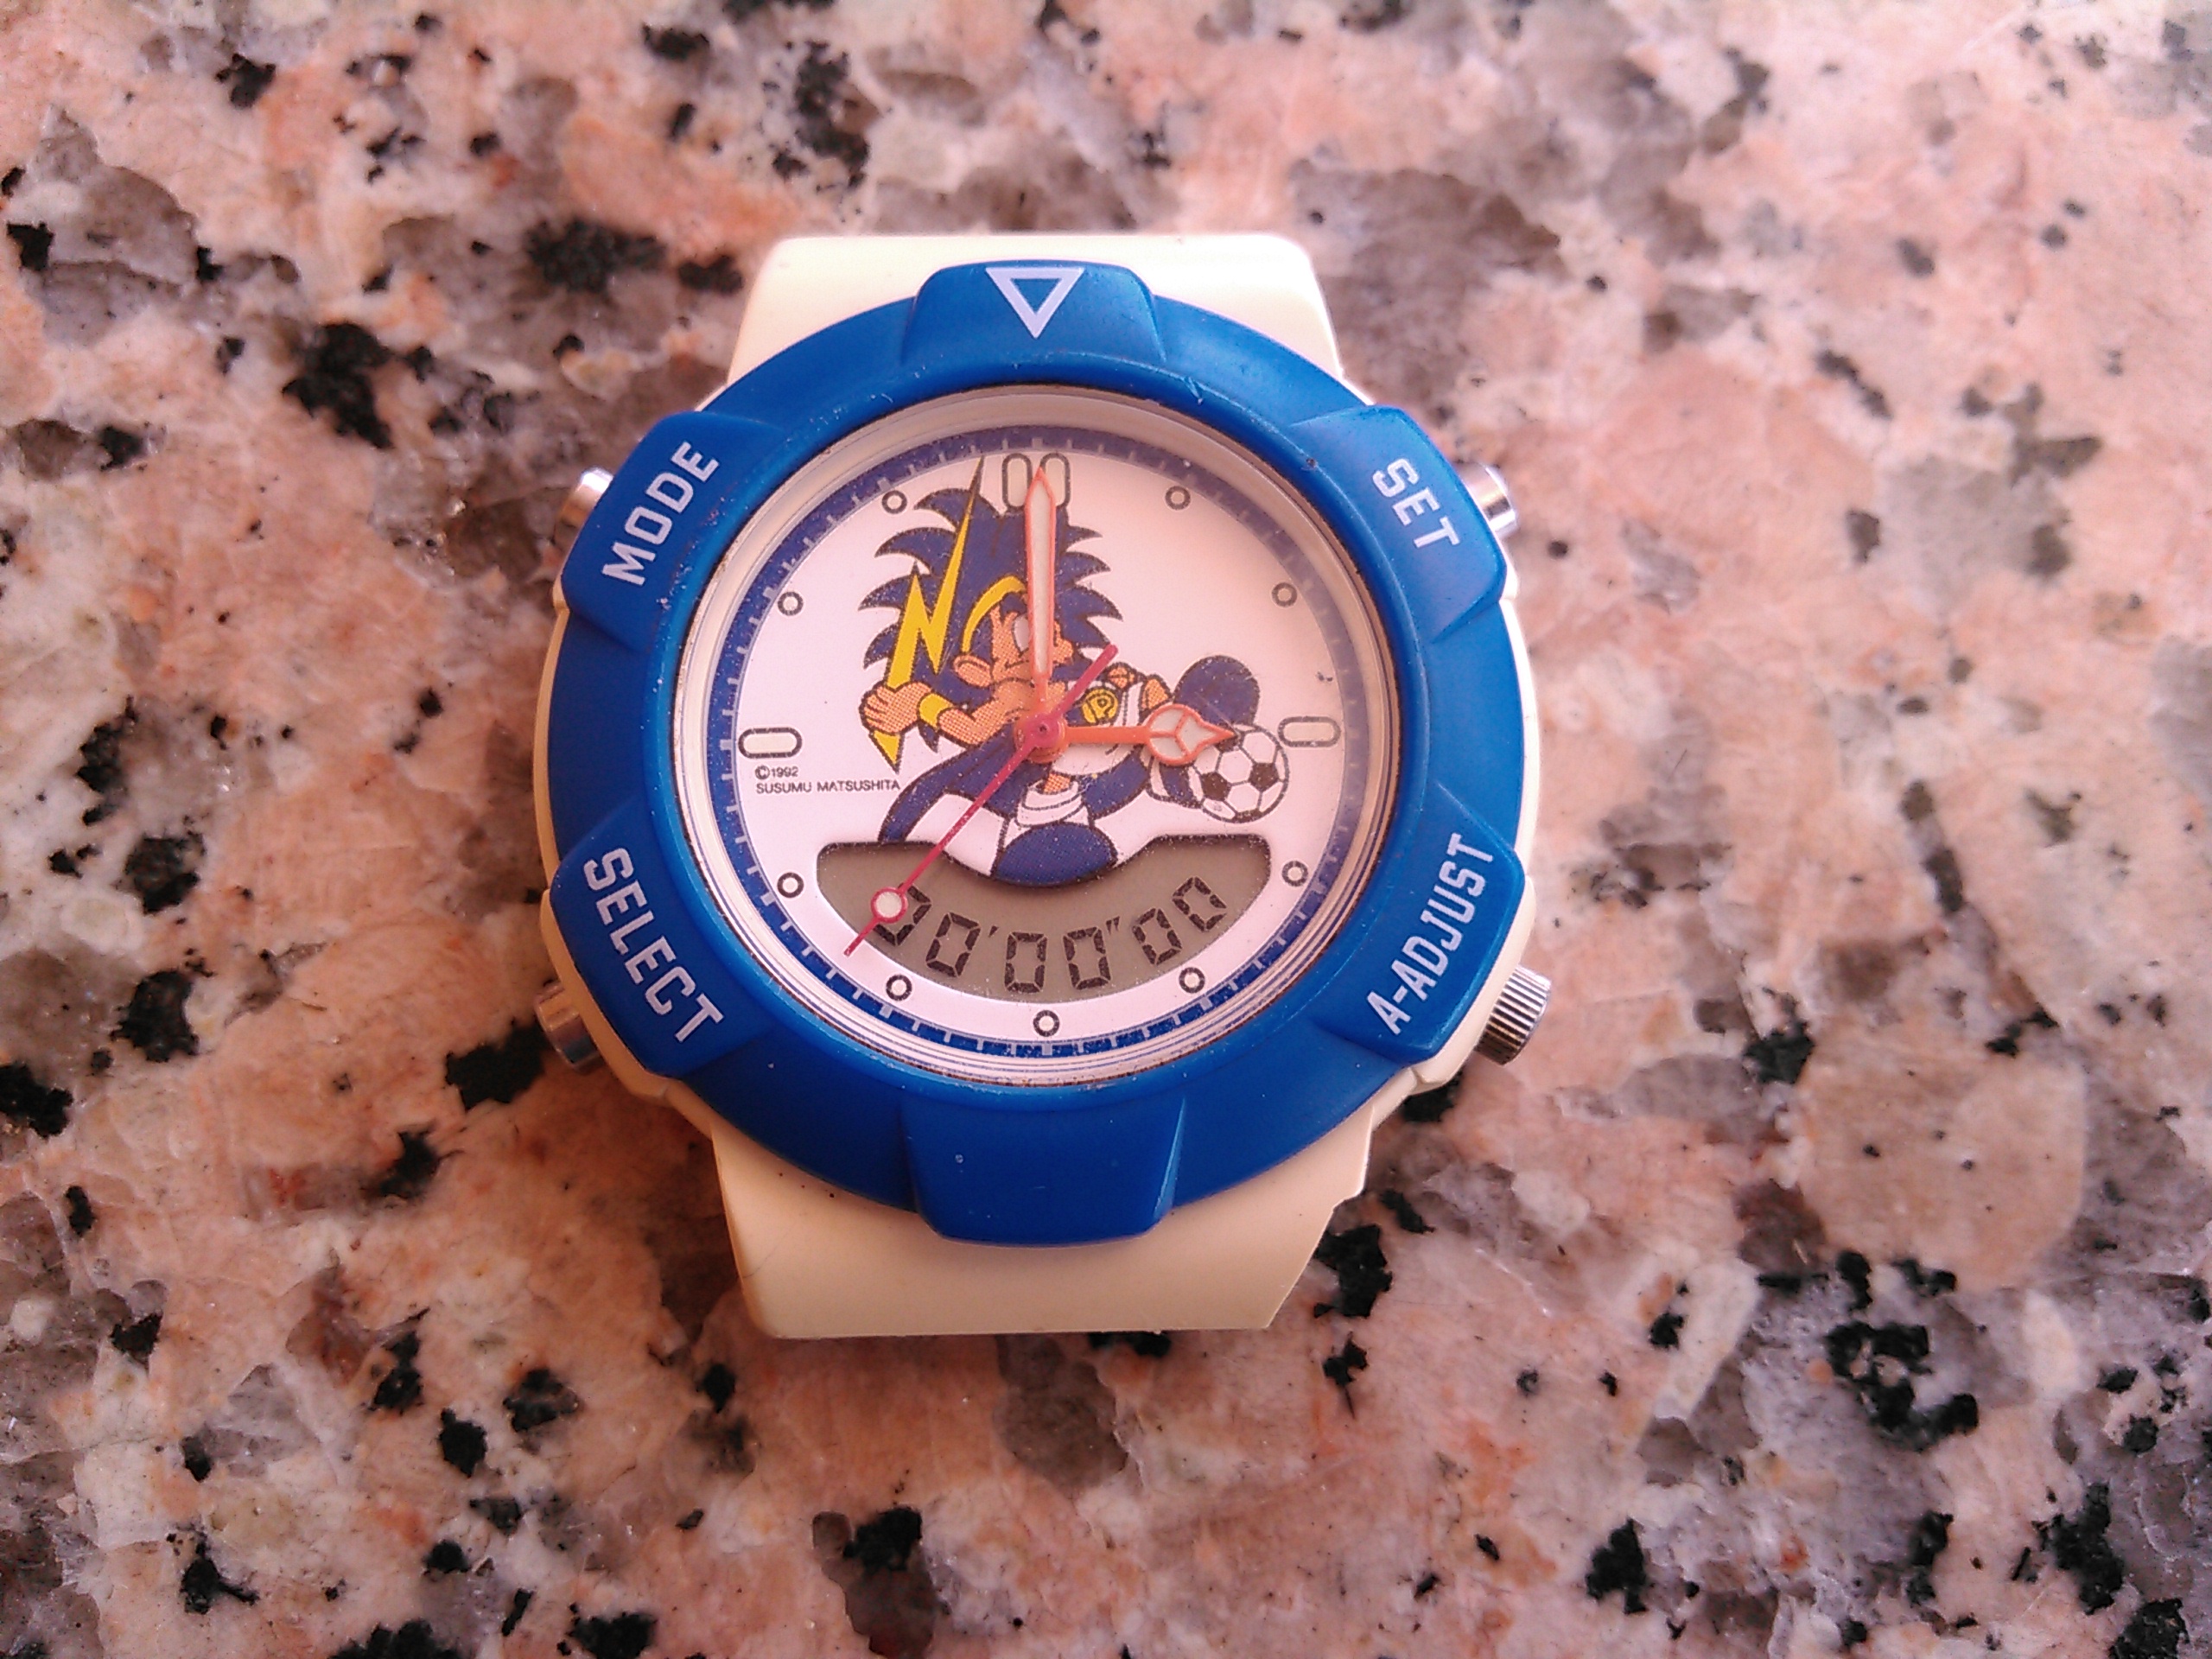 MODE
SET
©1992
SUSUMU MATSUSHITA
SELECT
00'00"00
A-ADJUST